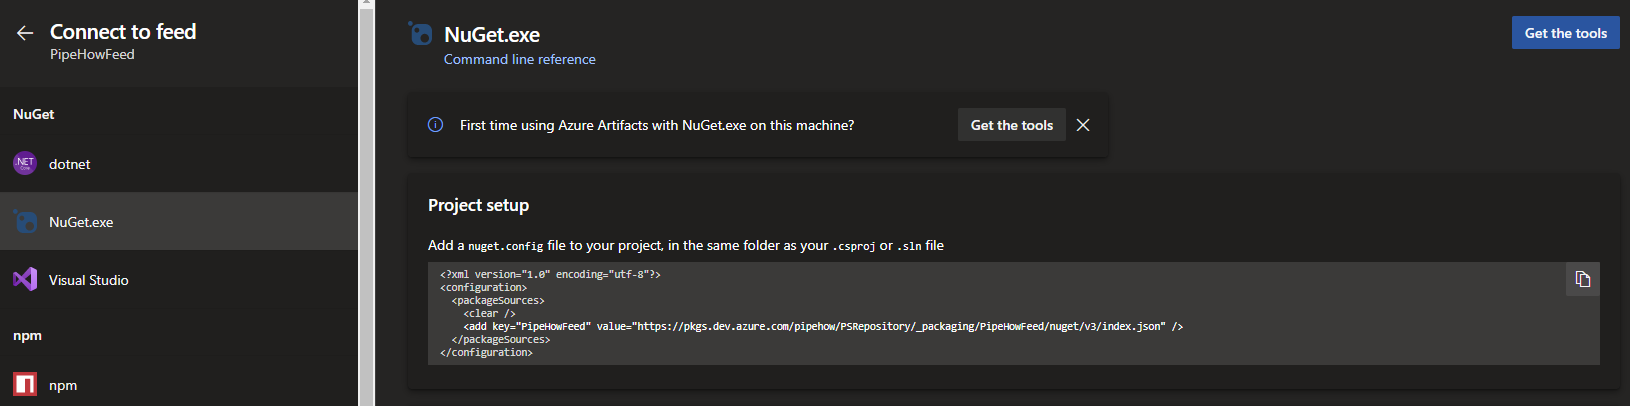 Connect to feed
PipeHowFeed
NuGet
.NET
Core
dotnet
NuGet.exe
Visual Studio
npm
npm
NuGet.exe
Command line reference
Get the tools
First time using Azure Artifacts with NuGet.exe on this machine?
Get the tools
Project setup
Add a nuget.config file to your project, in the same folder as your .csproj or .sln file
<?xml version="1.0" encoding="utf-8"?>
<configuration>
  <packageSources>
    <clear />
    <add key="PipeHowFeed" value="https://pkgs.dev.azure.com/pipehow/PSRepository/_packaging/PipeHowFeed/nuget/v3/index.json" />
  </packageSources>
</configuration>